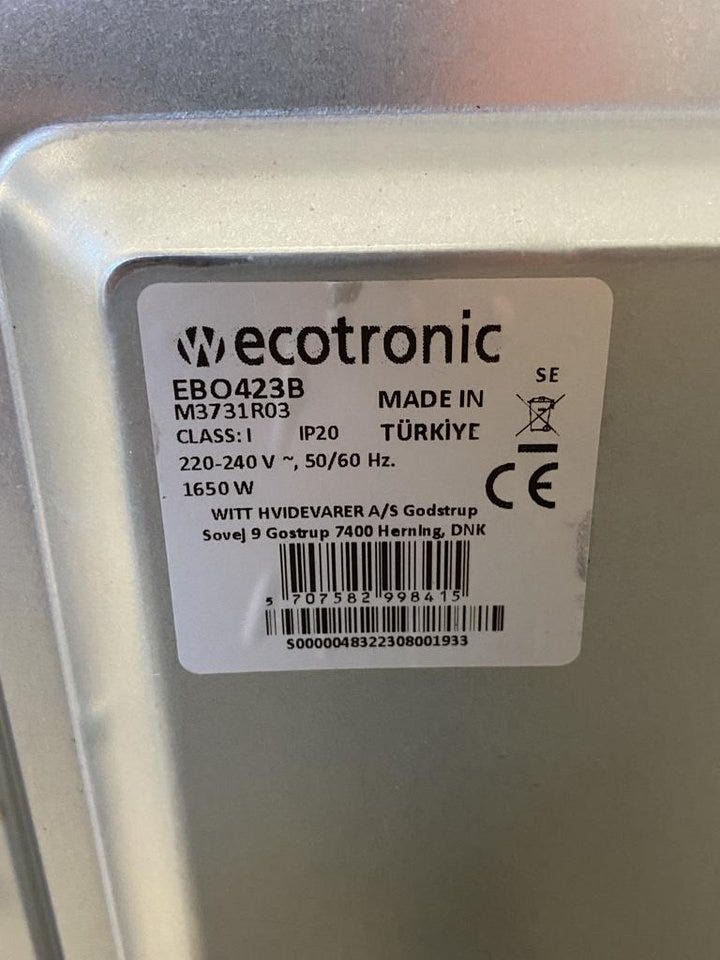 ecotronic
EBO423B
M3731R03
CLASS: I IP20
MADE IN
TÜRKİYE
SE
220-240 V ~, 50/60 Hz.
1650 W
CE
WITT HVIDEVARER A/S Godstrup
Sovej 9 Gostrup 7400 Herning, DNK
5 707582 998415
S0000048322308001933